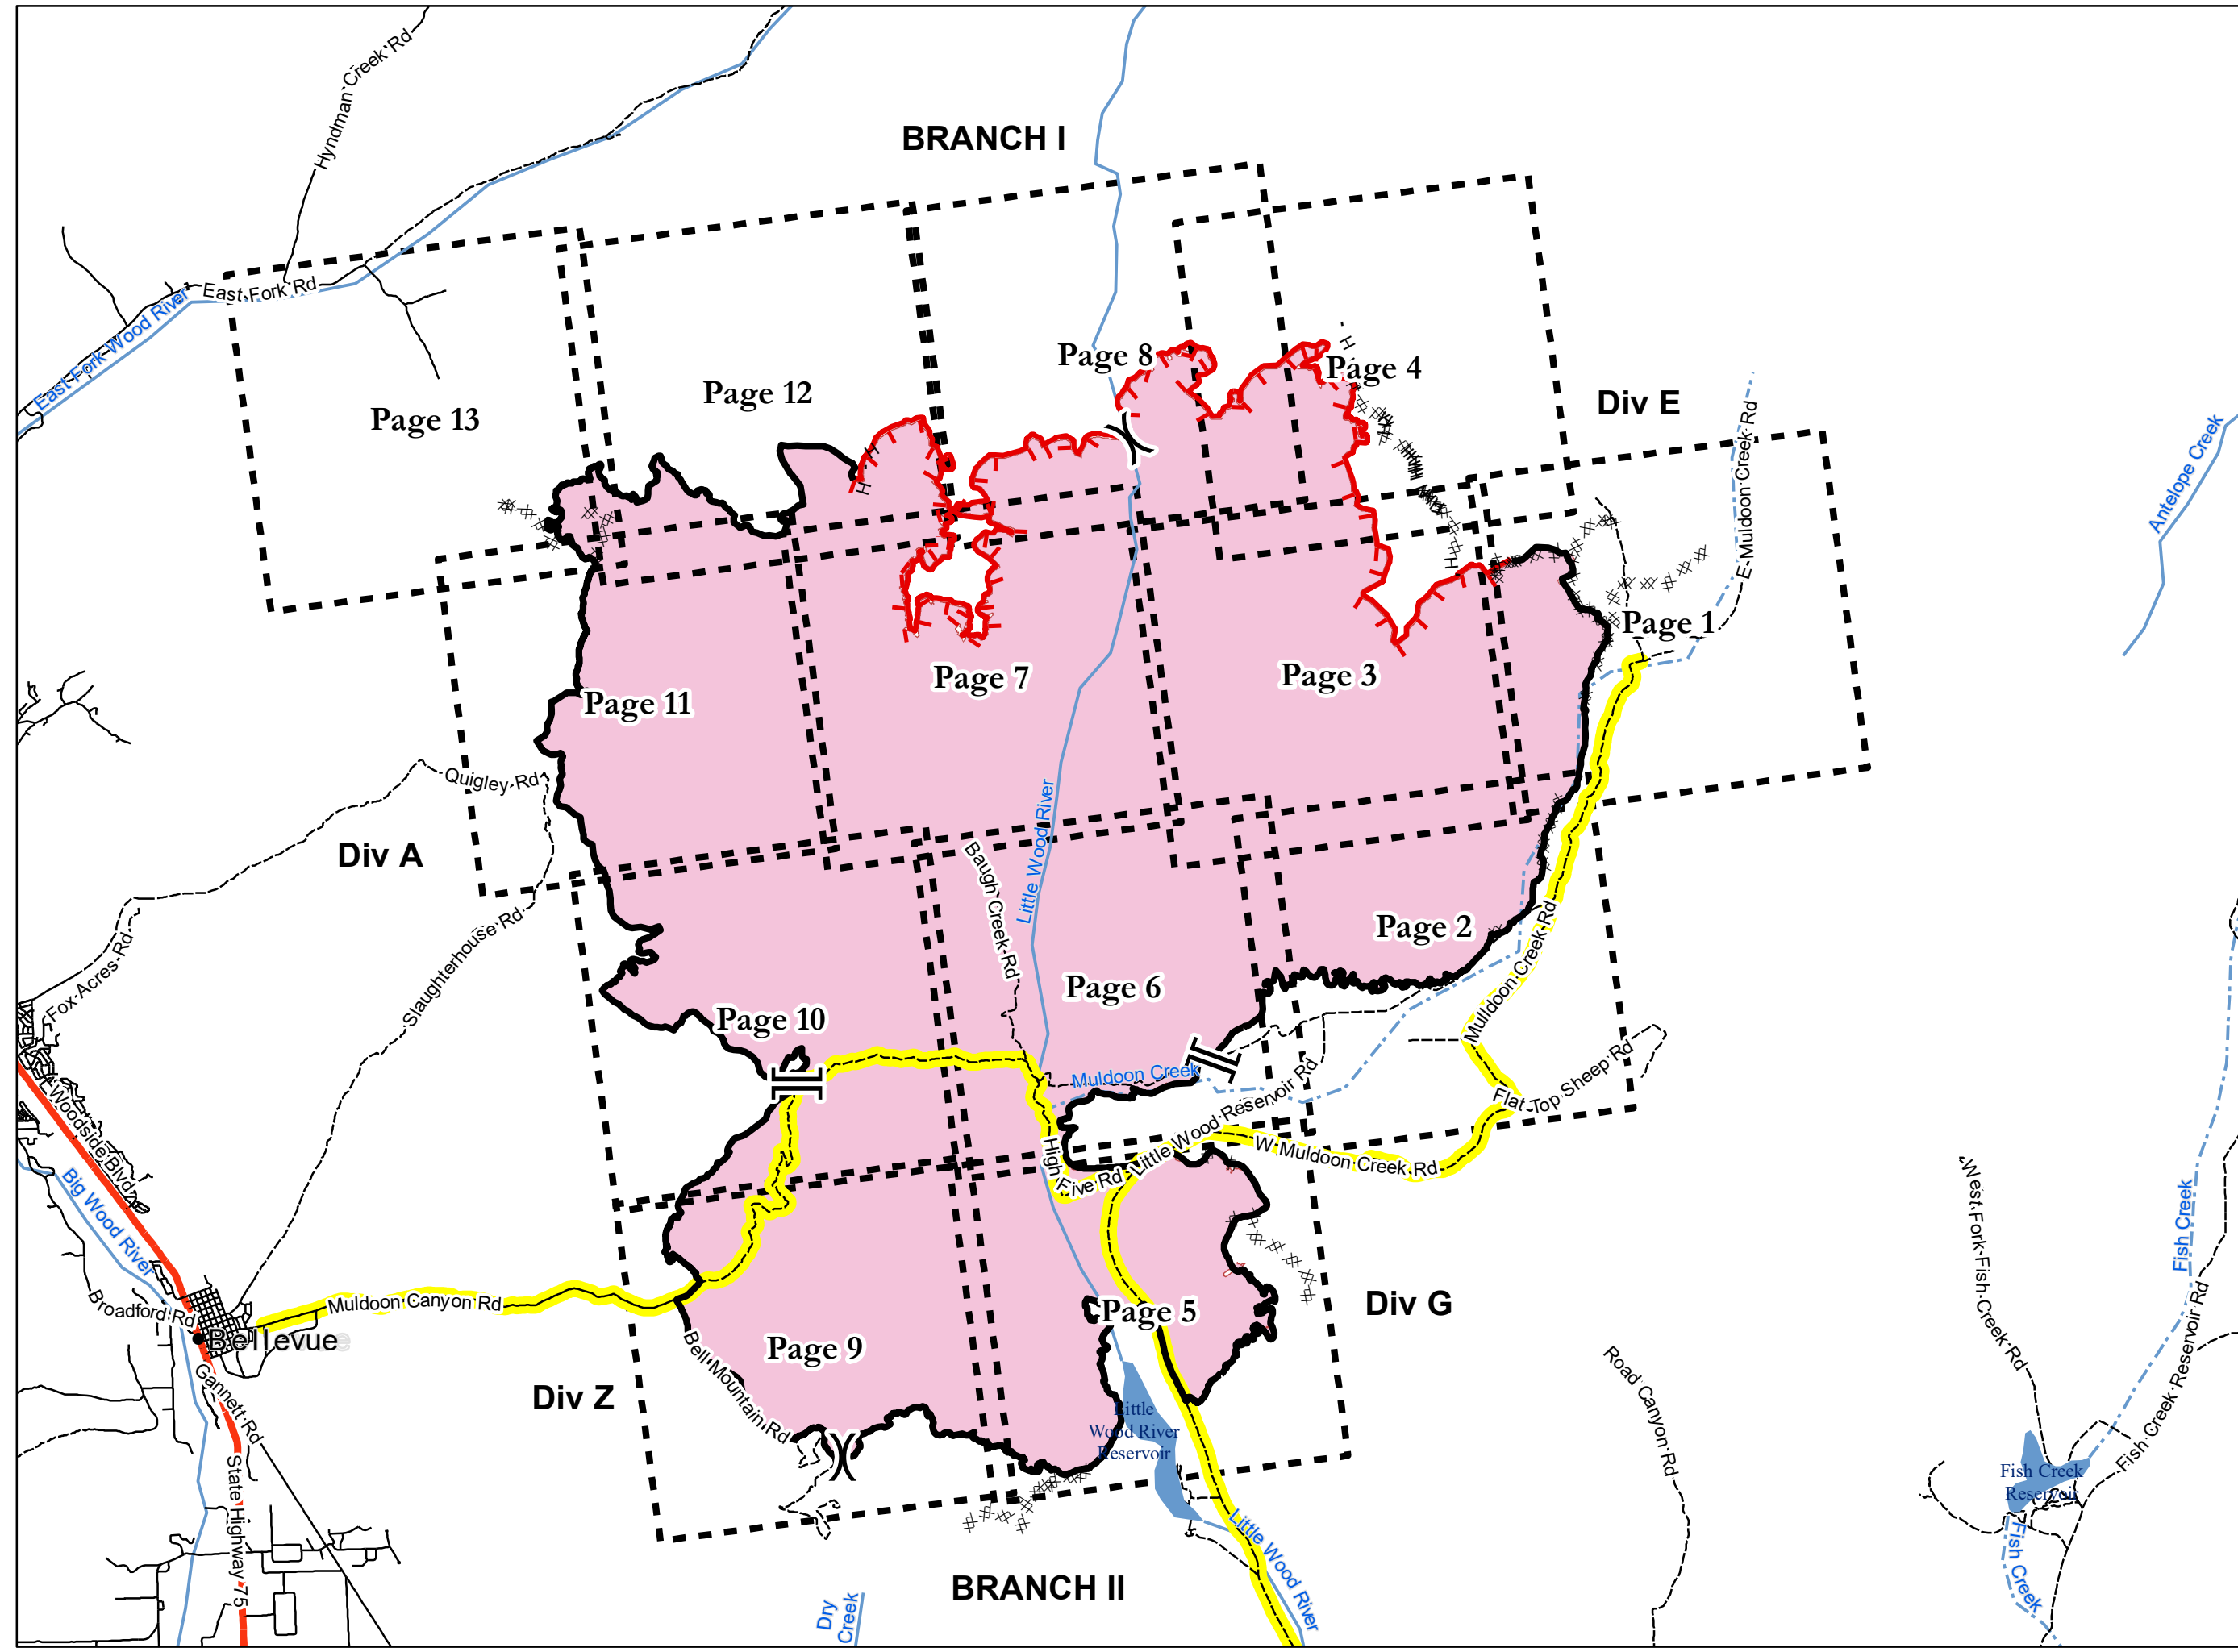 Hyndman Creek Rd
BRANCH I
East Fork Rd
East Fork Wood River
Page 8
Page 4
Page 12
Page 13
Div E
E Muldoon Creek Rd
Antelope Creek
H
H
H
Page 1
Page 7
Page 3
Page 11
Quigley Rd
Div A
Little Wood River
Baugh Creek Rd
Page 2
Muldoon Creek Rd
Fox Acres Rd
Slaughterhouse Rd
Page 6
Page 10
Muldoon Creek
Little Wood Reservoir Rd
Flat Top Sheep Rd
Woodside Blvd
W Muldoon Creek Rd
High
Five Rd
Big Wood River
West Fork Fish Creek Rd
Fish Creek
Broadford Rd
Muldoon Canyon Rd
Bellevue
Page 5
Div G
Fish Creek Reservoir Rd
Page 9
Bell Mountain Rd
Div Z
Gannett Rd
Road Canyon Rd
Little
Wood River
Reservoir
State Highway 75
Fish Creek
Reservoir
Little Wood River
Fish Creek
BRANCH II
Dry
Creek